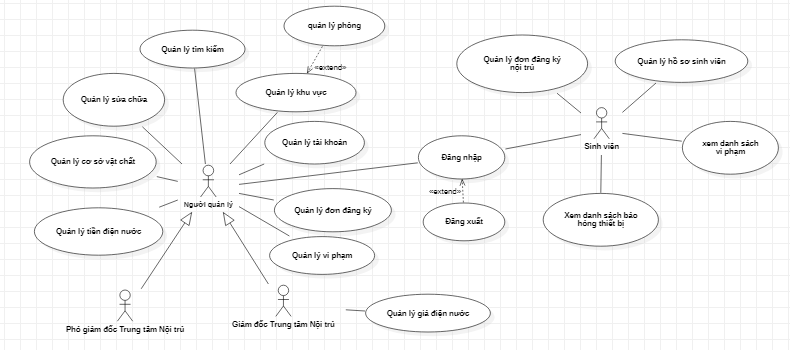 quản lý phòng
Quản lý tìm kiếm
«extend»
Quản lý đơn đăng ký
nội trú
Quản lý hồ sơ sinh viên
Quản lý sửa chữa
Quản lý khu vực
Quản lý tài khoản
Sinh viên
xem danh sách
vi phạm
Quản lý cơ sở vật chất
Đăng nhập
«extend»
Người quản lý
Quản lý đơn đăng ký
Đăng xuất
Xem danh sách báo
hỏng thiết bị
Quản lý tiền điện nước
Quản lý vi phạm
Phó giám đốc Trung tâm Nội trú
Giám đốc Trung tâm Nội trú
Quản lý giá điện nước